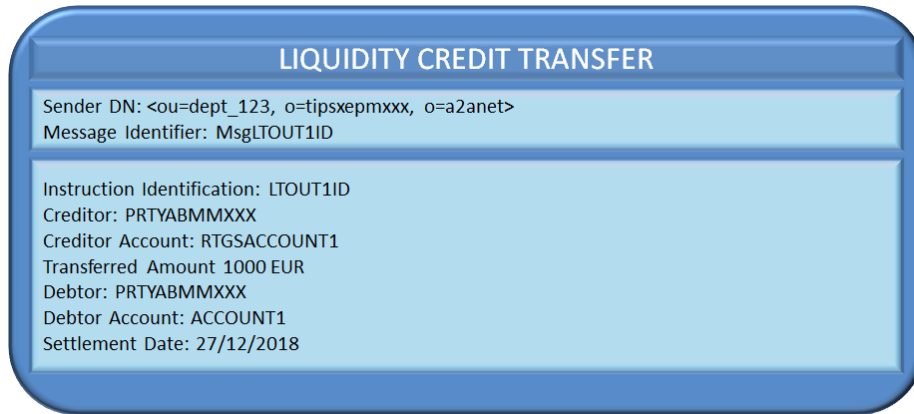 LIQUIDITY CREDIT TRANSFER
Sender DN: <ou=dept_123, o=tipsxepmxxx, o=a2anet>
Message Identifier: MsgLTOUT1ID
Instruction Identification: LTOUT1ID
Creditor: PRTYABMMXXX
Creditor Account: RTGSACCOUNT1
Transferred Amount 1000 EUR
Debtor: PRTYABMMXXX
Debtor Account: ACCOUNT1
Settlement Date: 27/12/2018